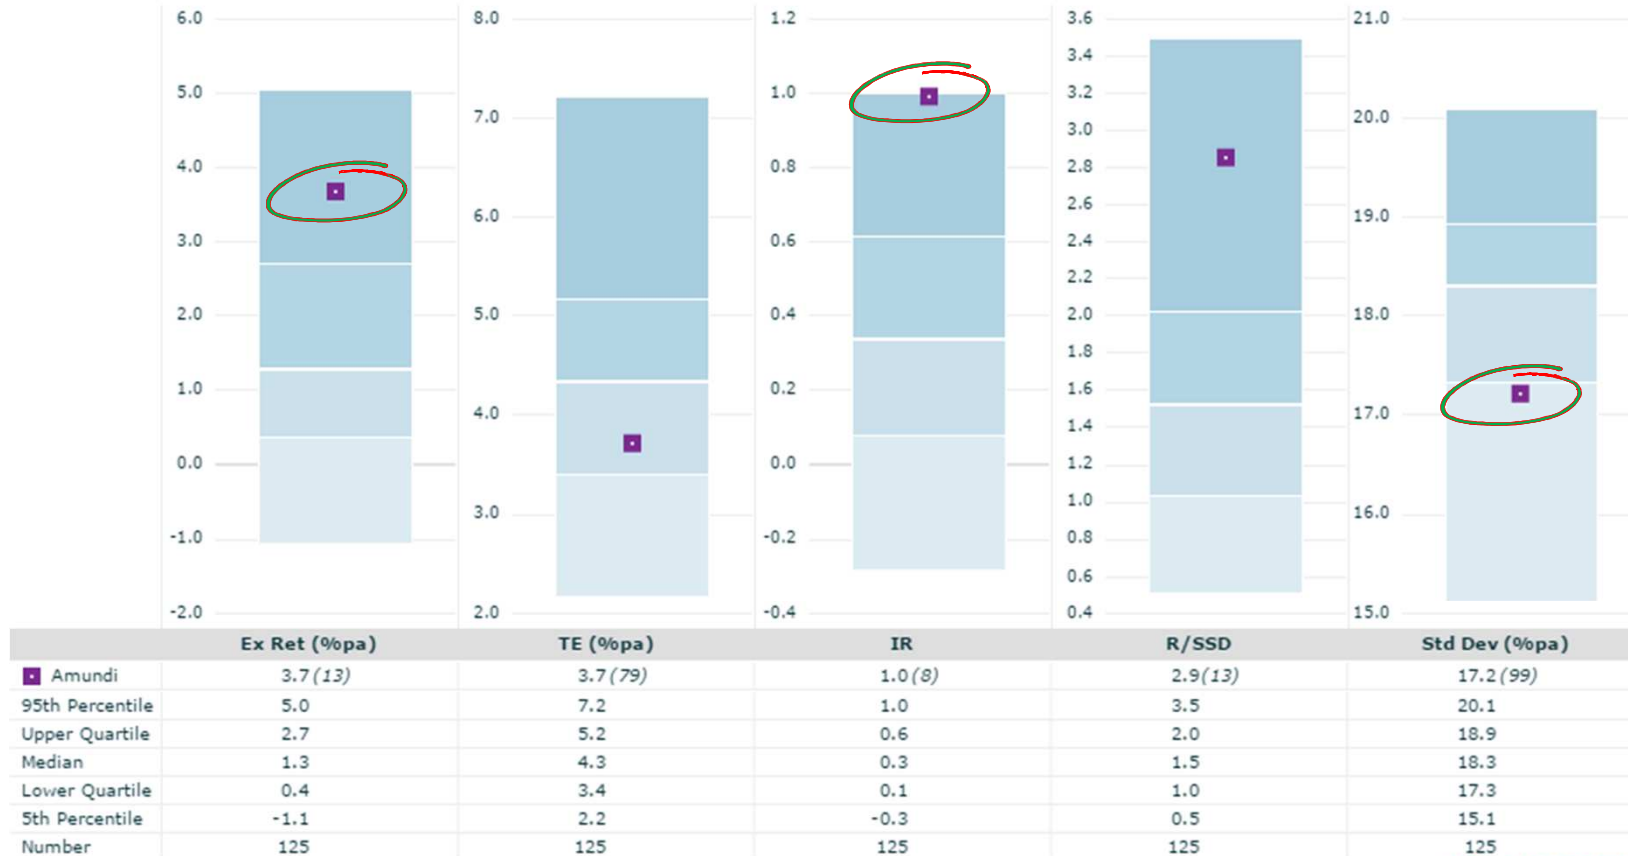 6.0 8.0 1.2 3.6 21.0
3.4
5.0 7.0 1.0 3.2 20.0
3.0
4.0 0.8 2.8
6.0 2.6 19.0
3.0 0.6 2.4
2.2
2.0 5.0 0.4 2.0 18.0
1.8
1.0 4.0 0.2 1.6 17.0
1.4
0.0 0.0 1.2
3.0 1.0 16.0
-1.0 -0.2 0.8
0.6
-2.0 2.0 -0.4 0.4 15.0
Ex Ret (%pa) TE (%pa) IR R/SSD Std Dev (%pa)
Amundi 3.7 (13) 3.7 (79) 1.0 (8) 2.9 (13) 17.2 (99)
95th Percentile 5.0 7.2 1.0 3.5 20.1
Upper Quartile 2.7 5.2 0.6 2.0 18.9
Median 1.3 4.3 0.3 1.5 18.3
Lower Quartile 0.4 3.4 0.1 1.0 17.3
5th Percentile -1.1 2.2 -0.3 0.5 15.1
Number 125 125 125 125 125